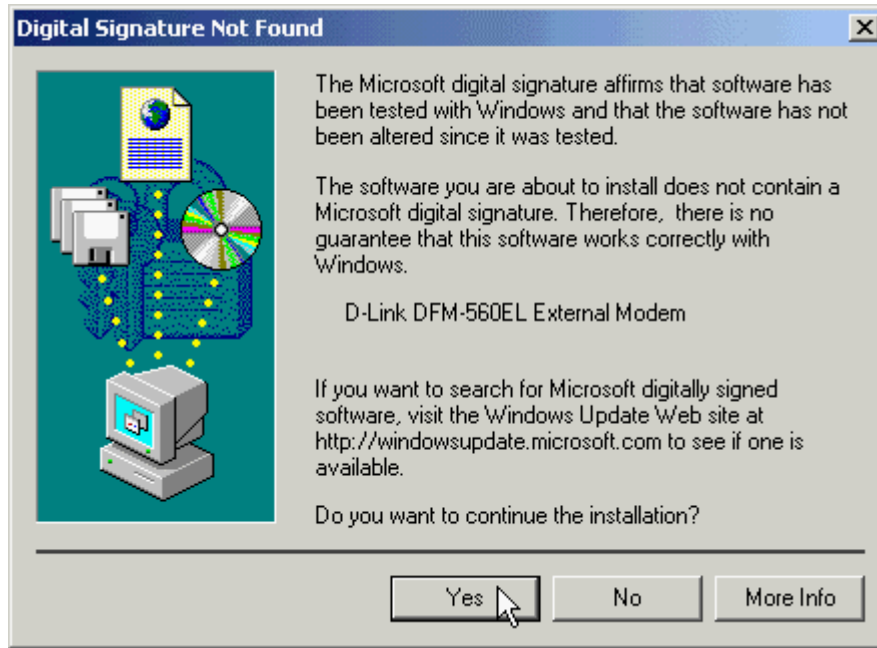 Digital Signature Not Found
The Microsoft digital signature affirms that software has
been tested with Windows and that the software has not
been altered since it was tested.
The software you are about to install does not contain a
Microsoft digital signature. Therefore,  there is no
guarantee that this software works correctly with
Windows.
D-Link DFM-560EL External Modem
If you want to search for Microsoft digitally signed
software, visit the Windows Update Web site at
http://windowsupdate.microsoft.com to see if one is
available.
Do you want to continue the installation?
Yes
No
More Info